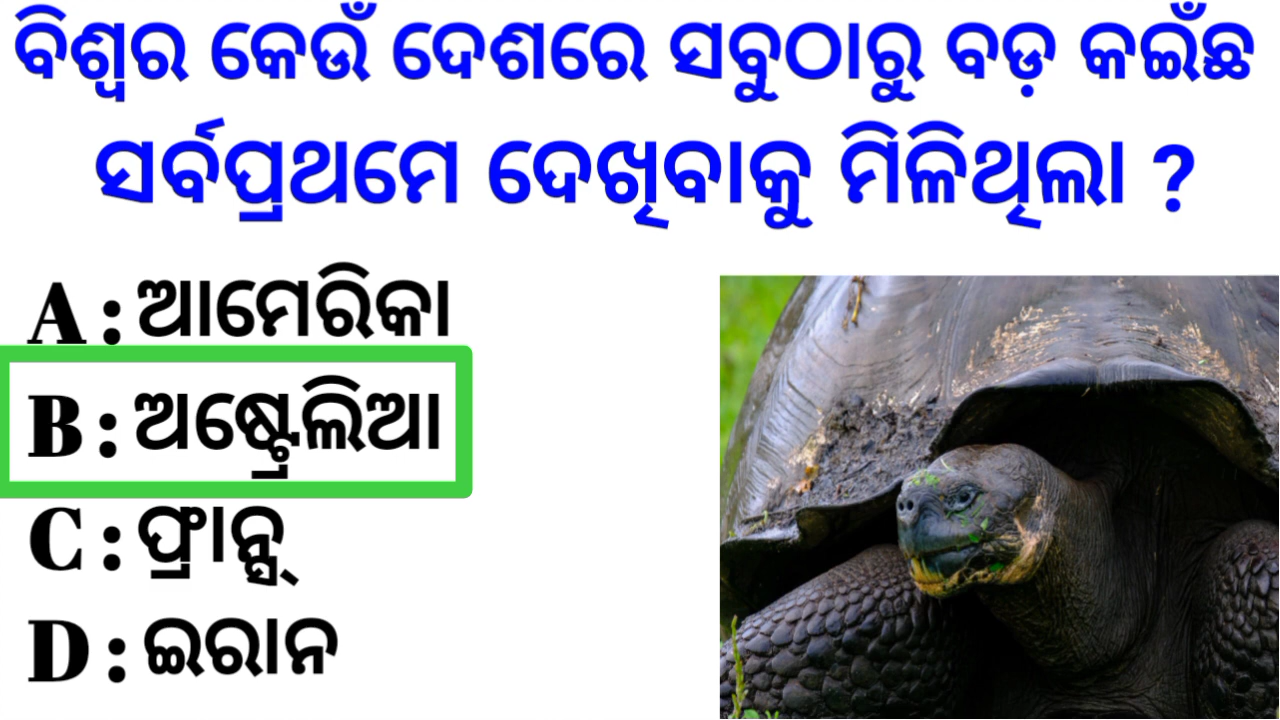 ବିଶ୍ୱର କେଉଁ ଦେଶରେ ସବୁଠାରୁ ବଡ଼ କଇଁଛ
ସର୍ବପ୍ରଥମେ ଦେଖିବାକୁ ମିଳିଥିଲା ?
A : ଆମେରିକା
B : ଅଷ୍ଟ୍ରେଲିଆ
C : ଫ୍ରାନ୍ସ୍
D : ଇରାନ